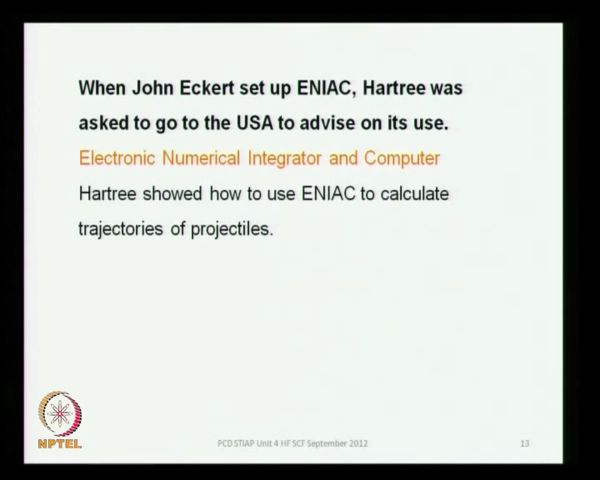 When John Eckert set up ENIAC, Hartree was
asked to go to the USA to advise on its use.
Electronic Numerical Integrator and Computer
Hartree showed how to use ENIAC to calculate
trajectories of projectiles.
NPTEL
PCD STiAP Unit 4 HF SCF September 2012
13